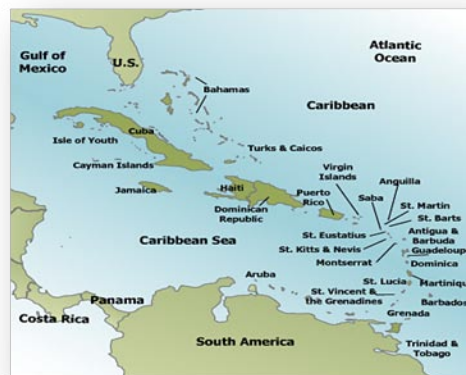 Gulf of
Mexico
U.S.
Atlantic
Ocean
Bahamas
Caribbean
Cuba
Isle of Youth
Turks & Caicos
Cayman Islands
Virgin
Islands
Anguilla
Jamaica
Haiti
Puerto
Rico
Saba
St. Martin
St. Barts
Dominican
Republic
St. Eustatius
Antigua &
Barbuda
Caribbean Sea
St. Kitts & Nevis
Guadeloup
Montserrat
Dominica
Aruba
St. Lucia
Martiniqu
St. Vincent &
the Grenadines
Barbados
Panama
Costa Rica
Grenada
South America
Trinidad &
Tobago